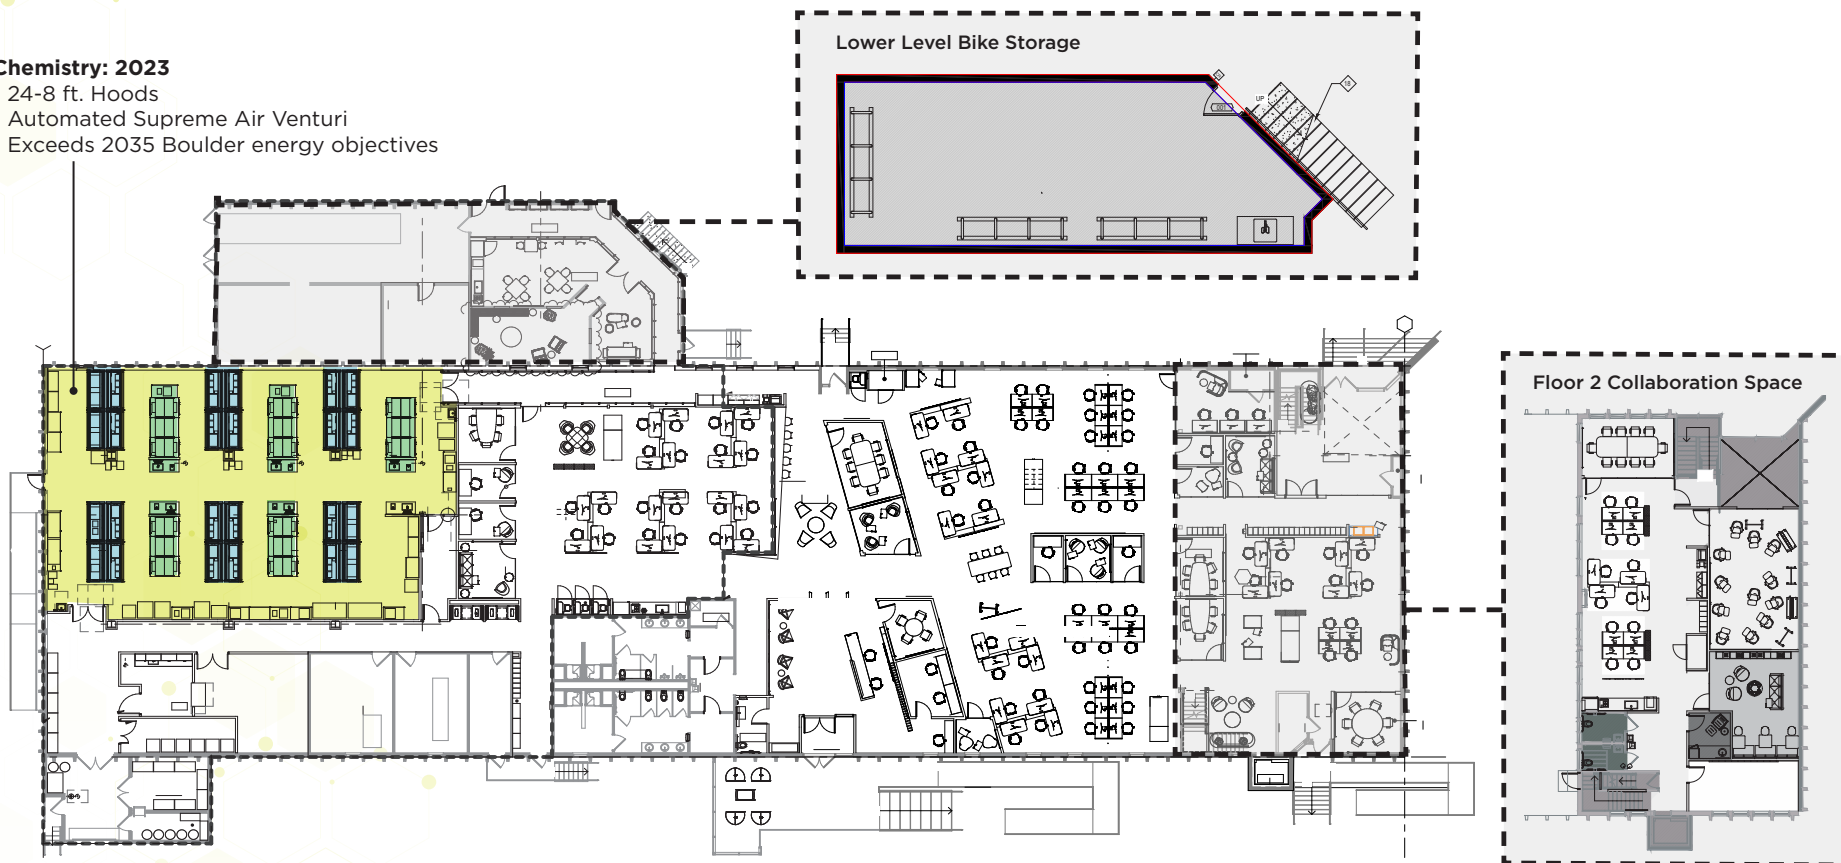 Chemistry: 2023
24-8 ft. Hoods
Automated Supreme Air Venturi
Exceeds 2035 Boulder energy objectives
Lower Level Bike Storage
UP
18
Floor 2 Collaboration Space